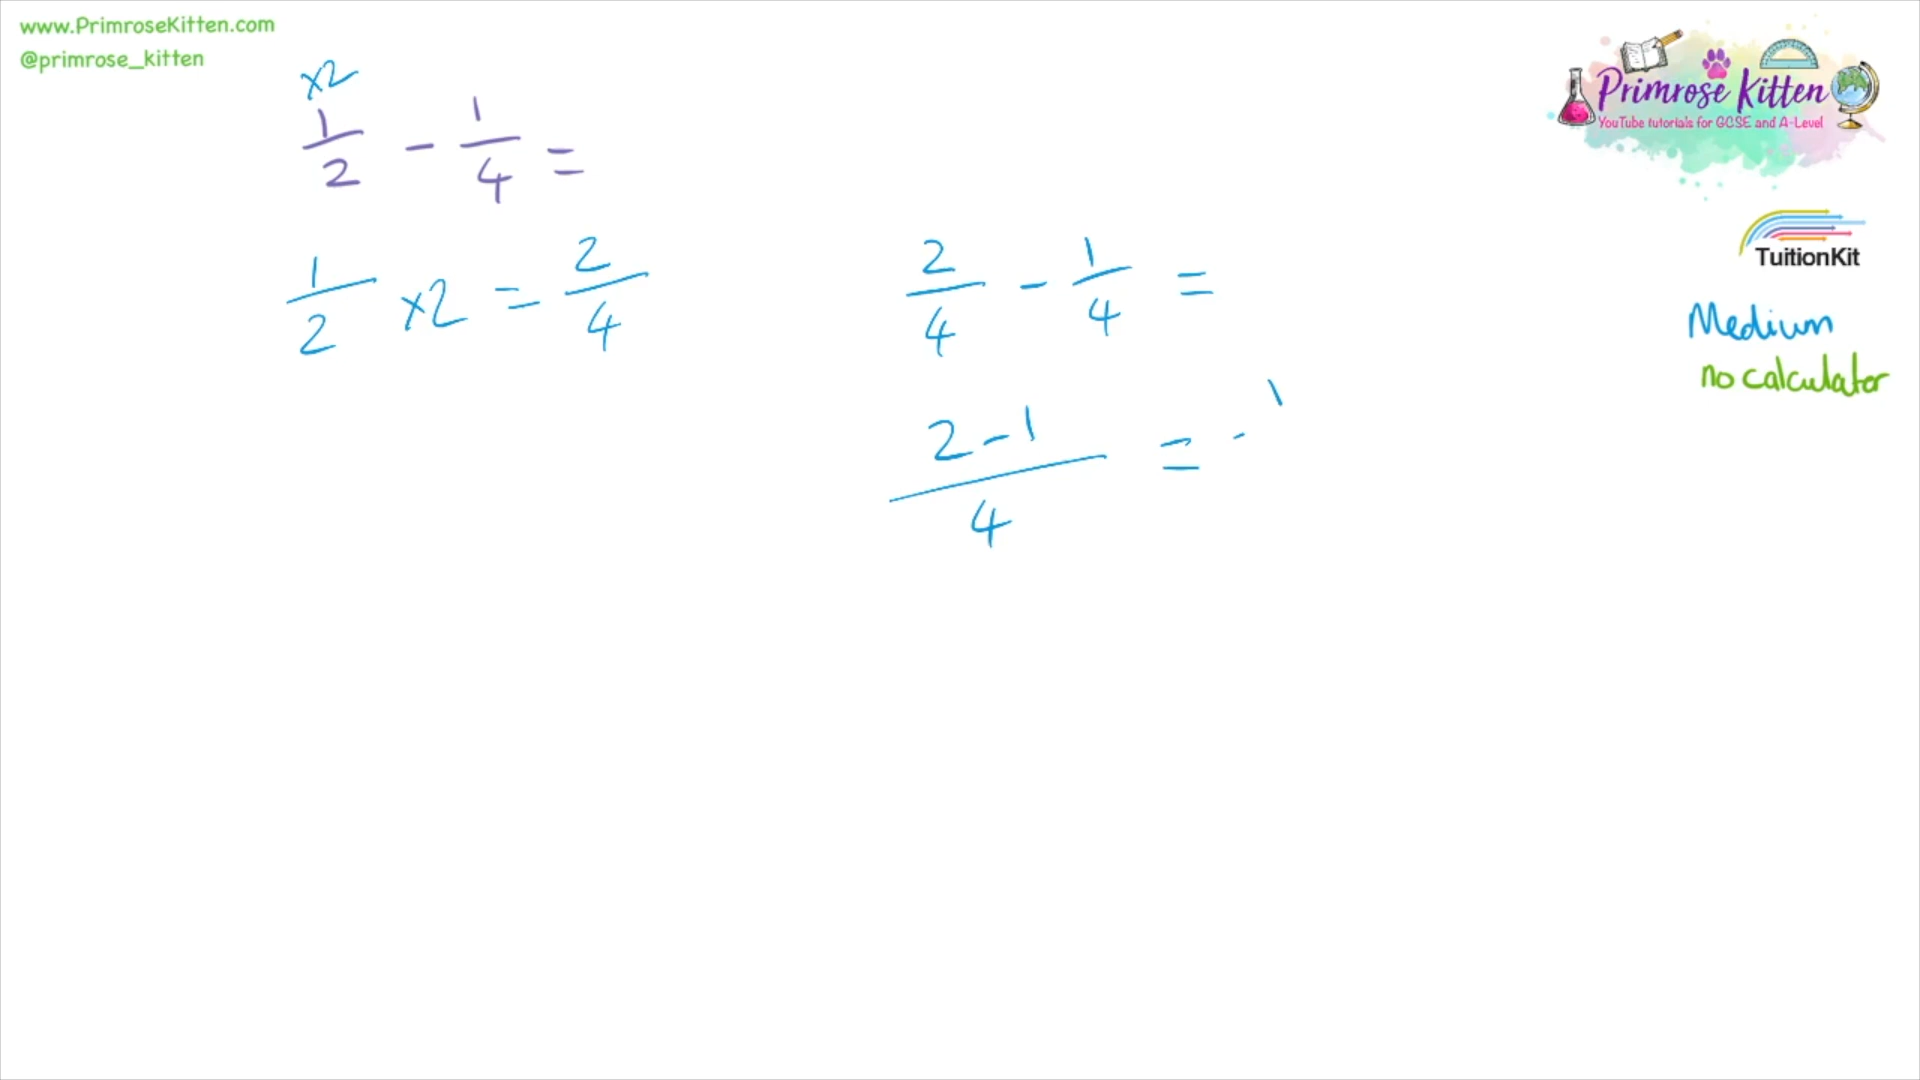 www.PrimroseKitten.com
@primrose_kitten
x2
1/2 - 1/4 =
1/2 x2 = 2/4
2/4 - 1/4 =
2-1/4 = - 1
Primrose Kitten
YouTube tutorials for GCSE and A-Level
TuitionKit
Medium
no calculator